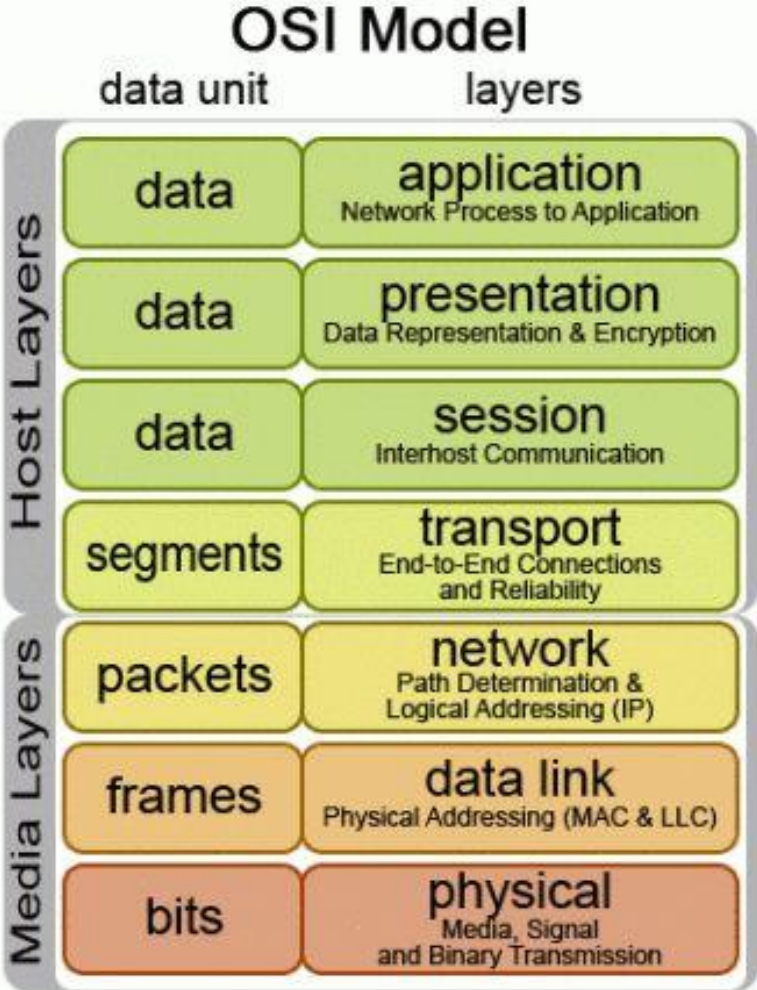 OSI Model
data unit layers
Host Layers
data
application
Network Process to Application
data
presentation
Data Representation & Encryption
data
session
Interhost Communication
segments
transport
End-to-End Connections
and Reliability
Media Layers
packets
network
Path Determination &
Logical Addressing (IP)
frames
data link
Physical Addressing (MAC & LLC)
bits
physical
Media, Signal
and Binary Transmission